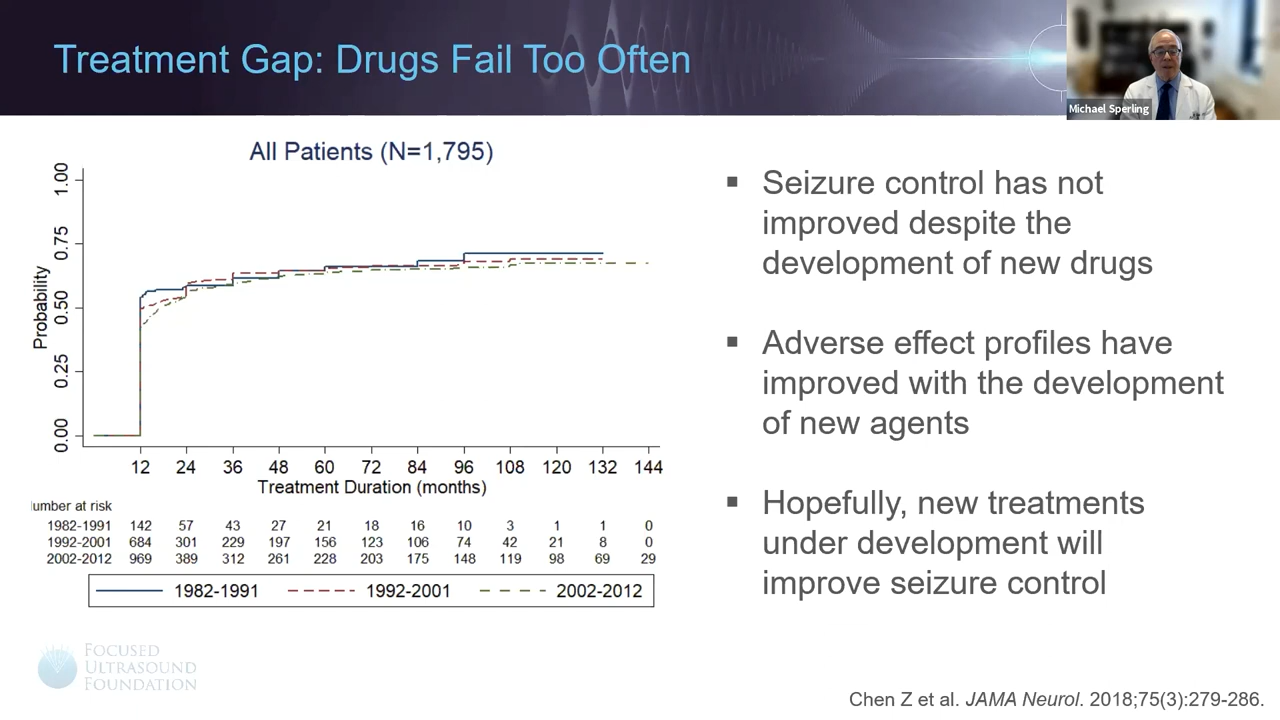 Treatment Gap: Drugs Fail Too Often
Michael Sperling
All Patients (N=1,795)
Probability
1.00
0.75
0.50
0.25
0.00
12 24 36 48 60 72 84 96 108 120 132 144
Treatment Duration (months)
umber at risk
1982-1991 142 57 43 27 21 18 16 10 3 1 1 0
1992-2001 684 301 229 197 156 123 106 74 42 21 8 0
2002-2012 969 389 312 261 228 203 175 148 119 98 69 29
1982-1991 1992-2001 2002-2012
▪ Seizure control has not
improved despite the
development of new drugs
▪ Adverse effect profiles have
improved with the development
of new agents
▪ Hopefully, new treatments
under development will
improve seizure control
FOCUSED
ULTRASOUND
FOUNDATION
Chen Z et al. JAMA Neurol. 2018;75(3):279-286.